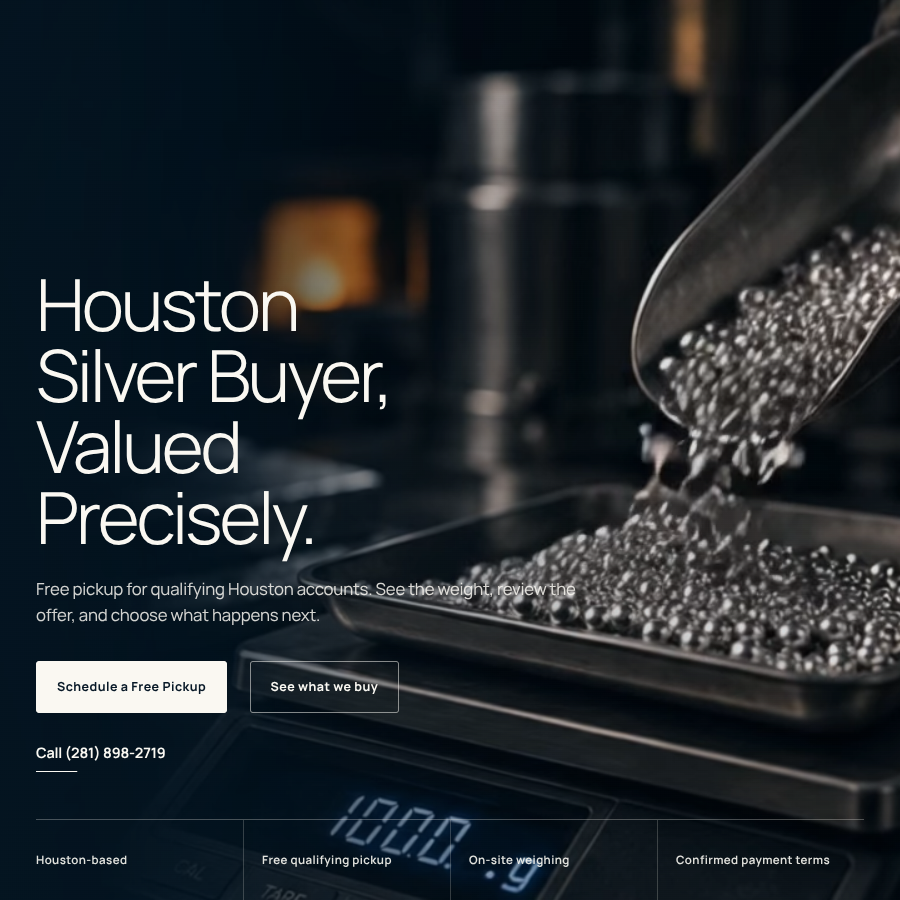 Houston
Silver Buyer,
Valued
Precisely.
Free pickup for qualifying Houston accounts. See the weight, review the
offer, and choose what happens next.
Schedule a Free Pickup
See what we buy
Call (281) 898-2719
100.0 g
Houston-based
Free qualifying pickup
On-site weighing
Confirmed payment terms
CAL
TARE